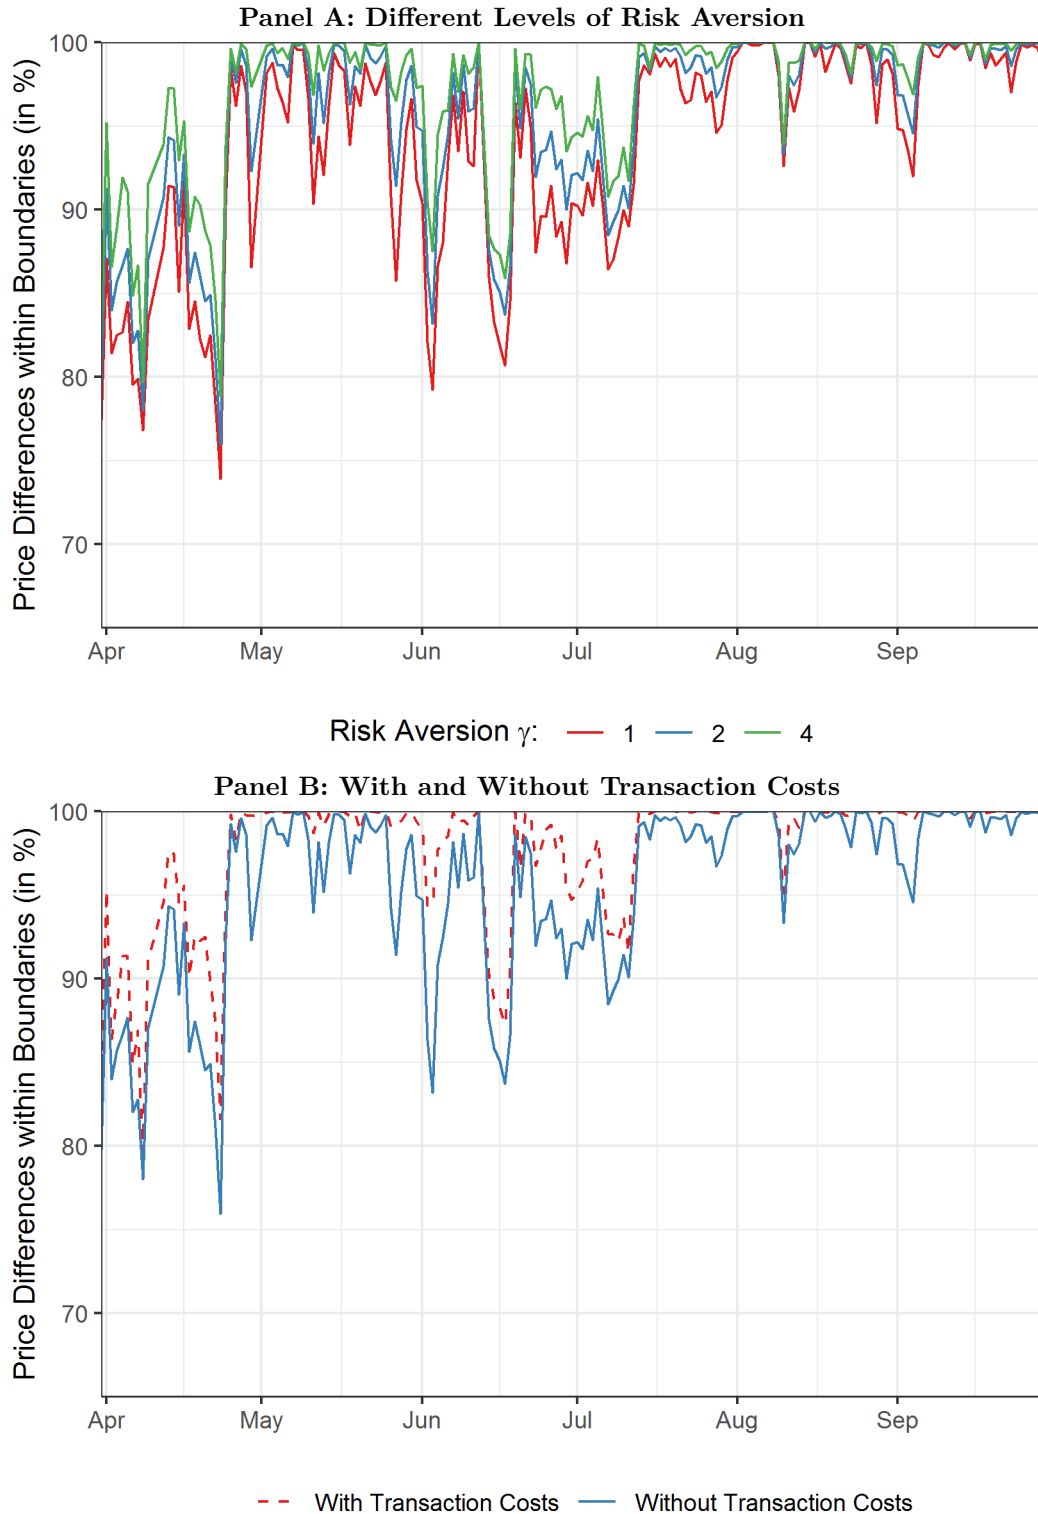 Panel A: Different Levels of Risk Aversion
Price Differences within Boundaries (in %)
100
90
80
70
Apr May Jun Jul Aug Sep
Risk Aversion γ: 1 2 4
Panel B: With and Without Transaction Costs
Price Differences within Boundaries (in %)
100
90
80
70
Apr May Jun Jul Aug Sep
With Transaction Costs Without Transaction Costs